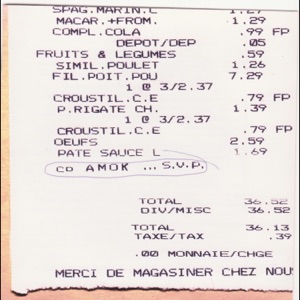 SPAG.MARIN.C 1.27
MACAR.+FROM. 1.29
COMPL.COLA .99 FP
DEPOT/DEP .05
FRUITS & LEGUMES .59
SIMIL.POULET 1.26
FIL.POIT.POU 7.29
1 @ 3/2.37
CROUSTIL.C.E .79 FP
P.RIGATE CH. 1.39
1 @ 3/2.37
CROUSTIL.C.E .79 FP
OEUFS 2.59
PATE SAUCE L 1.69
CD AMOK ... S.V.P.
TOTAL 36.52
DIV/MISC 36.52
TOTAL 36.13
TAXE/TAX .39
.00 MONNAIE/CHGE
MERCI DE MAGASINER CHEZ NOUS